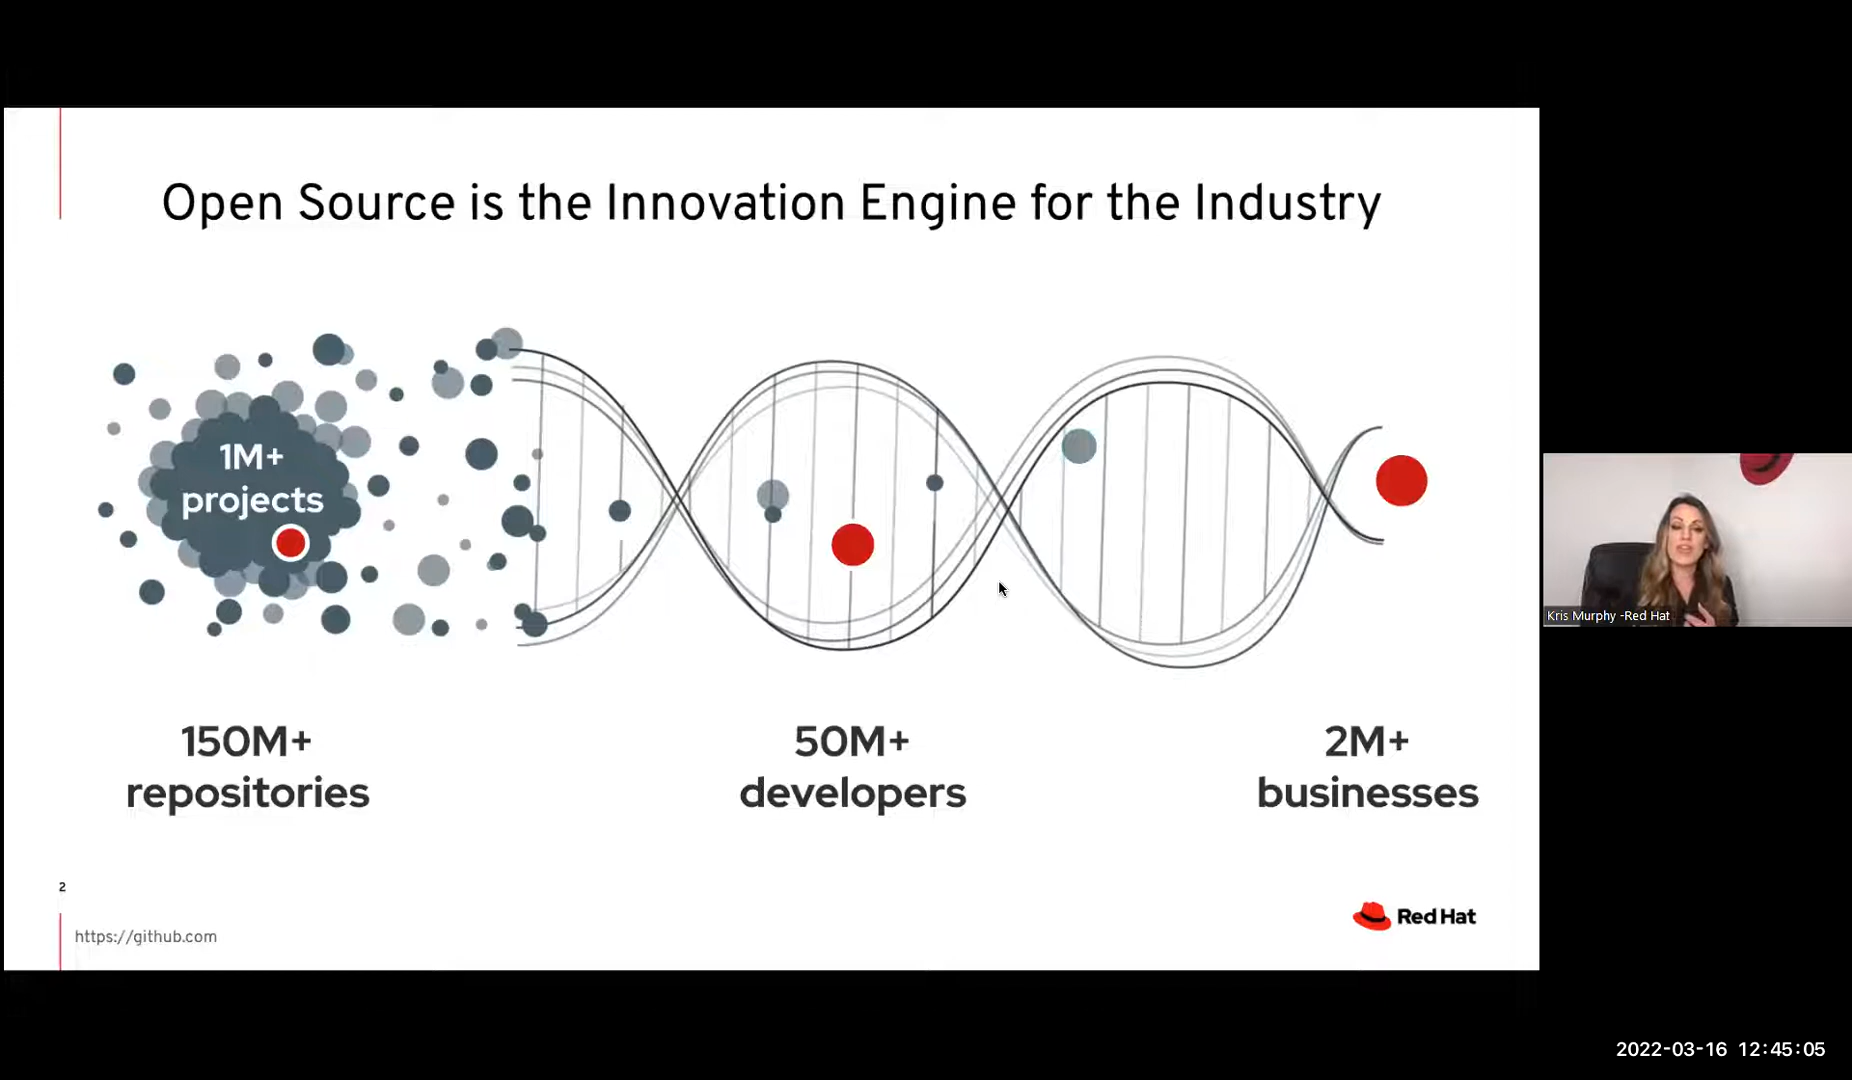 Open Source is the Innovation Engine for the Industry
1M+
projects
150M+
repositories
50M+
developers
2M+
businesses
2
https://github.com
Red Hat
Kris Murphy -Red Hat
2022-03-16 12:45:05